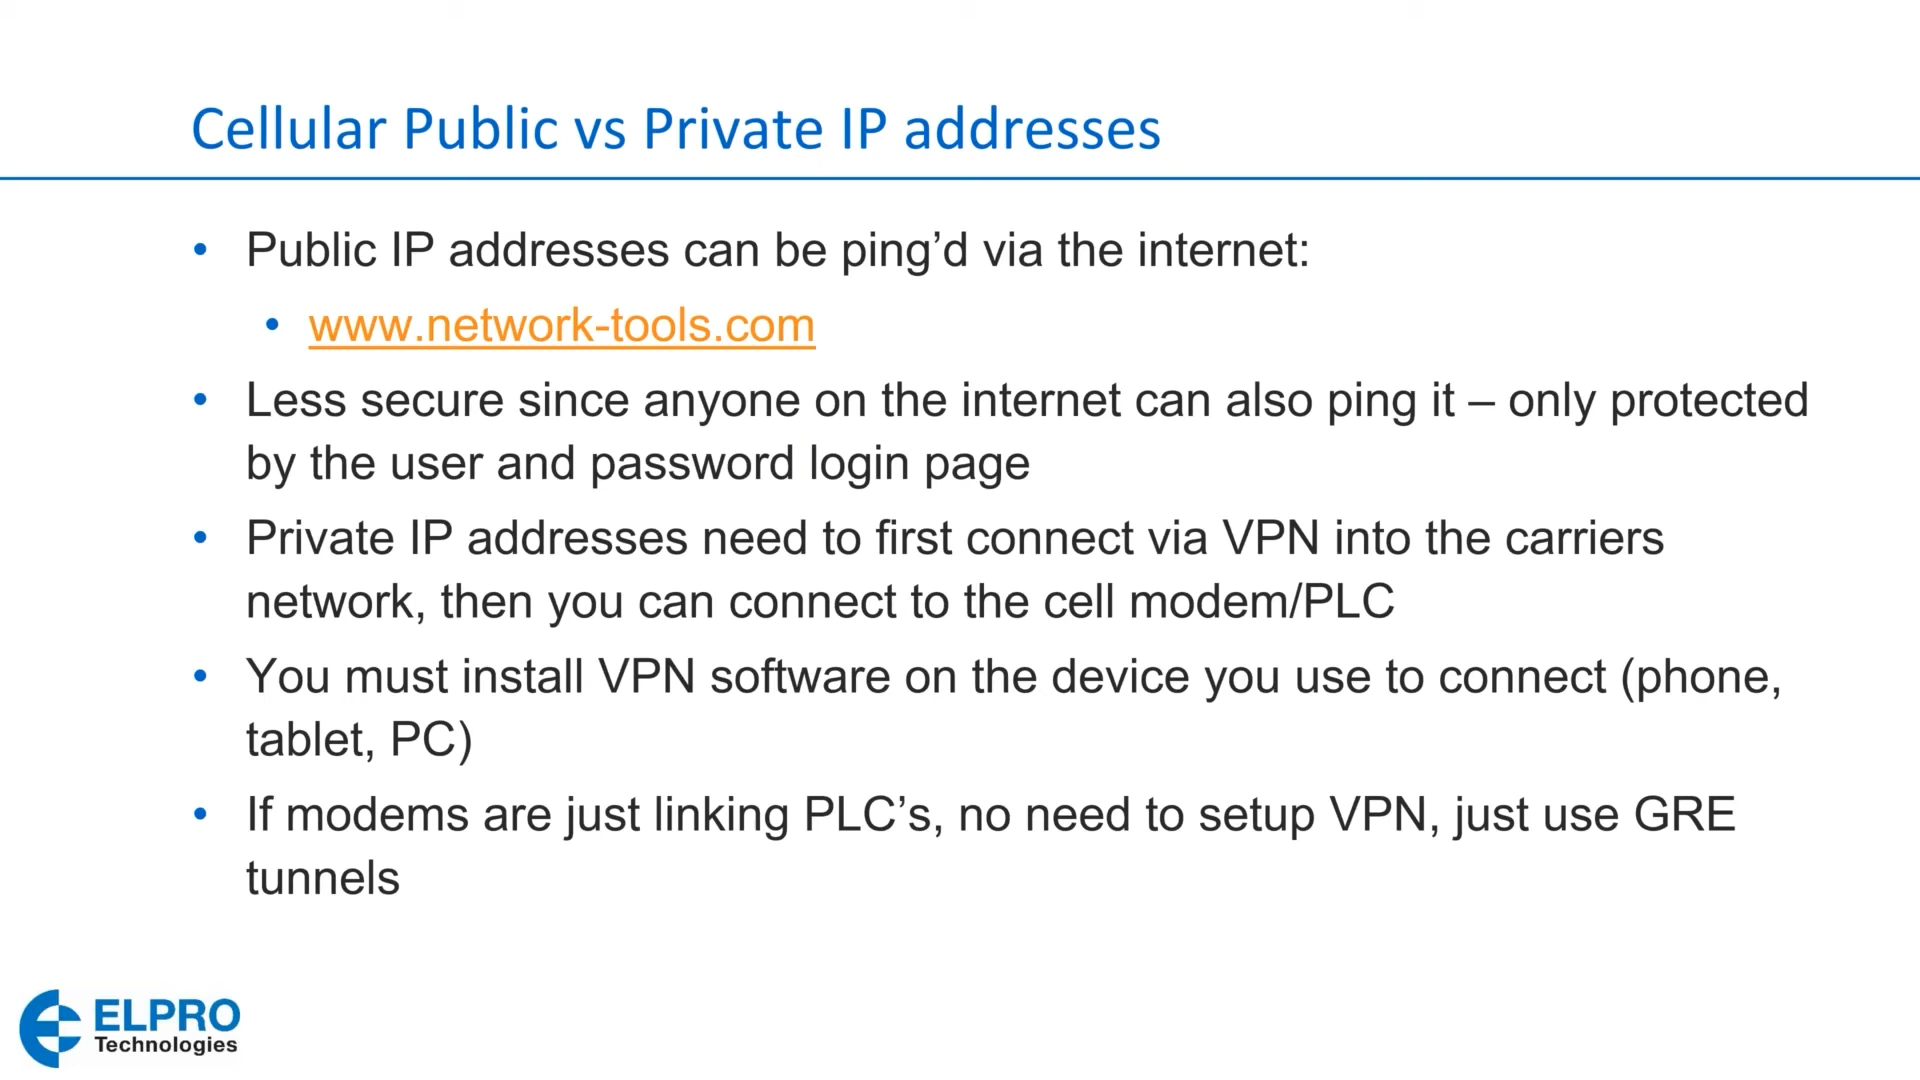 Cellular Public vs Private IP addresses
• Public IP addresses can be ping’d via the internet:
• www.network-tools.com
• Less secure since anyone on the internet can also ping it – only protected
by the user and password login page
• Private IP addresses need to first connect via VPN into the carriers
network, then you can connect to the cell modem/PLC
• You must install VPN software on the device you use to connect (phone,
tablet, PC)
• If modems are just linking PLC’s, no need to setup VPN, just use GRE
tunnels
ELPRO
Technologies